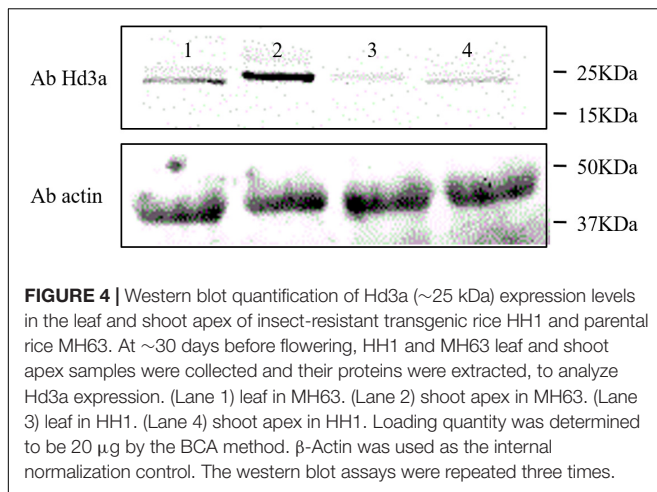 1 2 3 4
Ab Hd3a
25KDa
15KDa
Ab actin
50KDa
37KDa
FIGURE 4 | Western blot quantification of Hd3a (∼25 kDa) expression levels
in the leaf and shoot apex of insect-resistant transgenic rice HH1 and parental
rice MH63. At ∼30 days before flowering, HH1 and MH63 leaf and shoot
apex samples were collected and their proteins were extracted, to analyze
Hd3a expression. (Lane 1) leaf in MH63. (Lane 2) shoot apex in MH63. (Lane
3) leaf in HH1. (Lane 4) shoot apex in HH1. Loading quantity was determined
to be 20 μg by the BCA method. β-Actin was used as the internal
normalization control. The western blot assays were repeated three times.